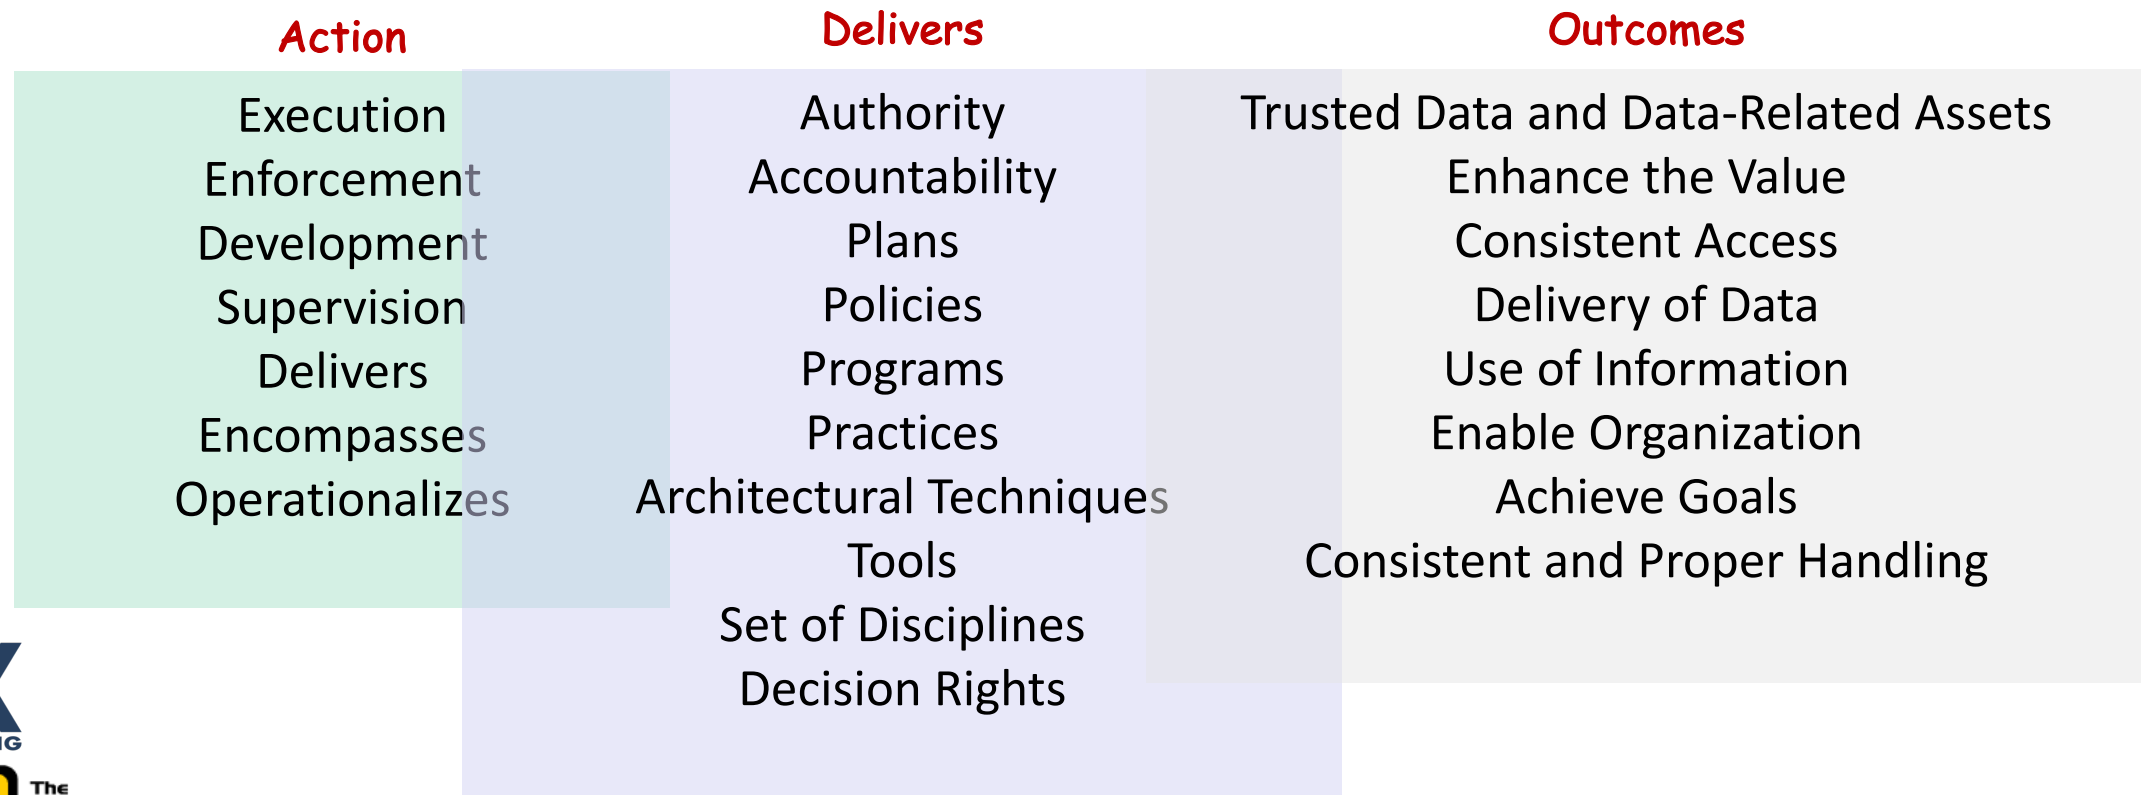 Action
Execution
Enforcement
Development
Supervision
Delivers
Encompasses
Operationalizes
Delivers
Authority
Accountability
Plans
Policies
Programs
Practices
Architectural Techniques
Tools
Set of Disciplines
Decision Rights
Outcomes
Trusted Data and Data-Related Assets
Enhance the Value
Consistent Access
Delivery of Data
Use of Information
Enable Organization
Achieve Goals
Consistent and Proper Handling
The